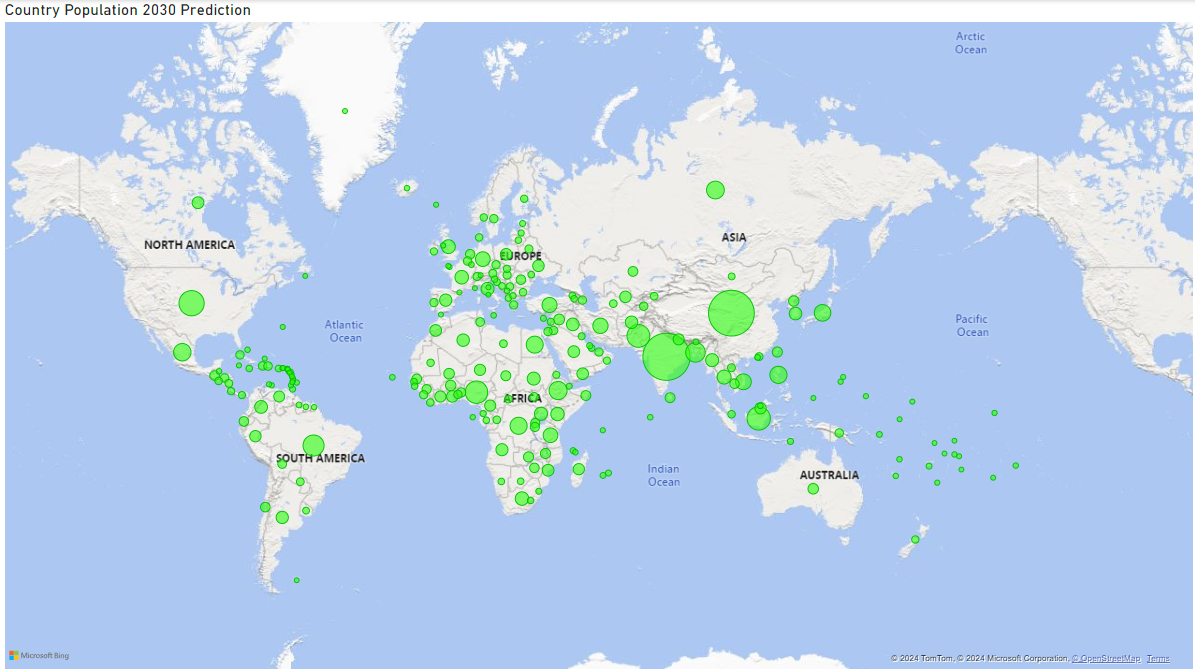 Country Population 2030 Prediction
Arctic
Ocean
NORTH AMERICA
ASIA
EUROPE
Atlantic
Ocean
Pacific
Ocean
AFRICA
SOUTH AMERICA
Indian
Ocean
AUSTRALIA
Microsoft Bing
© 2024 TomTom, © 2024 Microsoft Corporation, © OpenStreetMap Terms